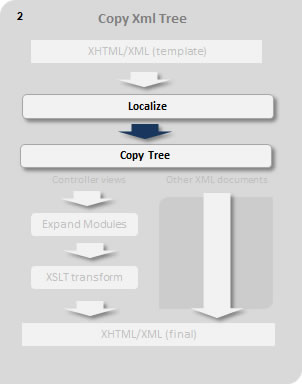 2
Copy Xml Tree
XHTML/XML (template)
Localize
Copy Tree
Controller views
Other XML documents
Expand Modules
XSLT transform
XHTML/XML (final)